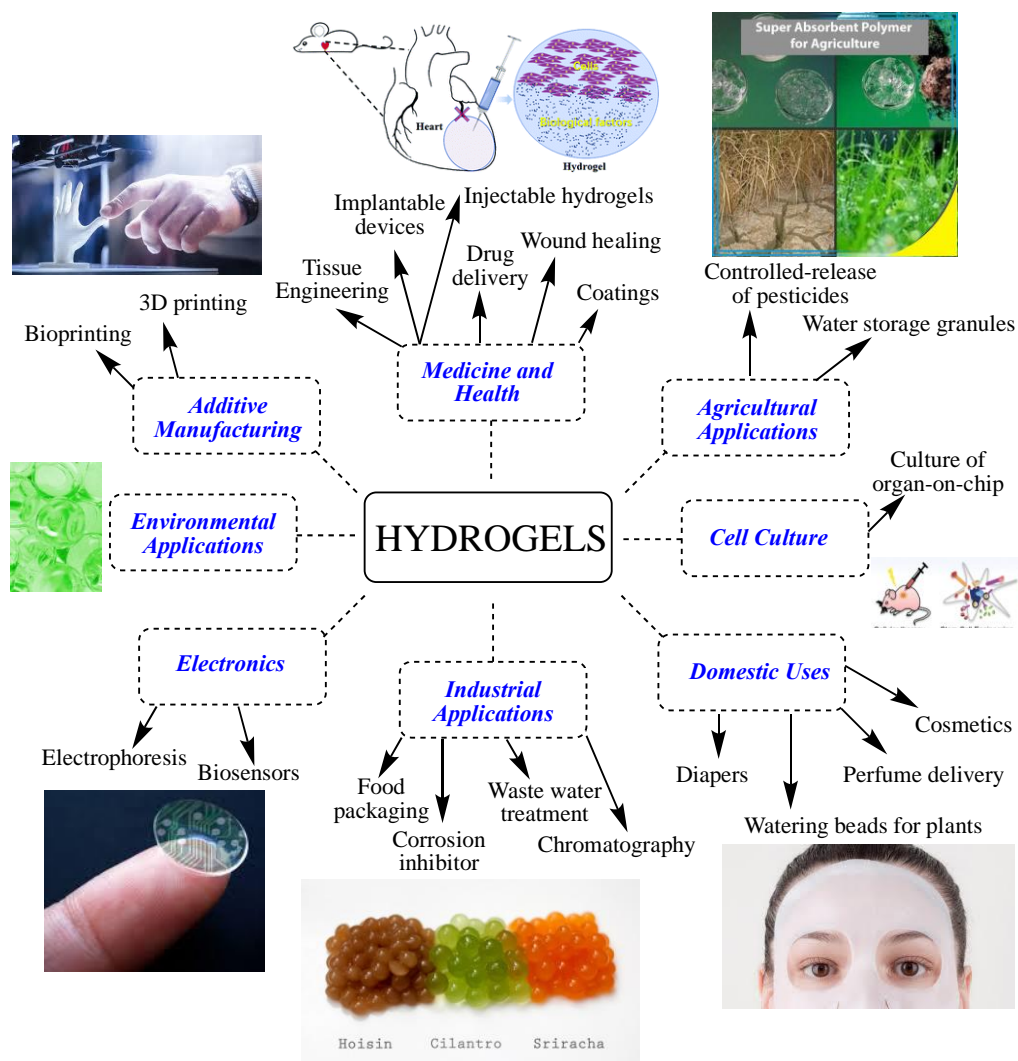 Super Absorbent Polymer
for Agriculture
Cells
Biological factors
Heart
Hydrogel
Implantable
devices
Injectable hydrogels
Tissue
Engineering
Drug
delivery
Wound healing
Coatings
Controlled-release
of pesticides
Water storage granules
3D printing
Bioprinting
Medicine and
Health
Additive
Manufacturing
Agricultural
Applications
Culture of
organ-on-chip
Environmental
Applications
HYDROGELS
Cell Culture
Electronics
Industrial
Applications
Domestic Uses
Electrophoresis
Biosensors
Food
packaging
Corrosion
inhibitor
Waste water
treatment
Chromatography
Diapers
Cosmetics
Perfume delivery
Watering beads for plants
Hoisin
Cilantro
Sriracha